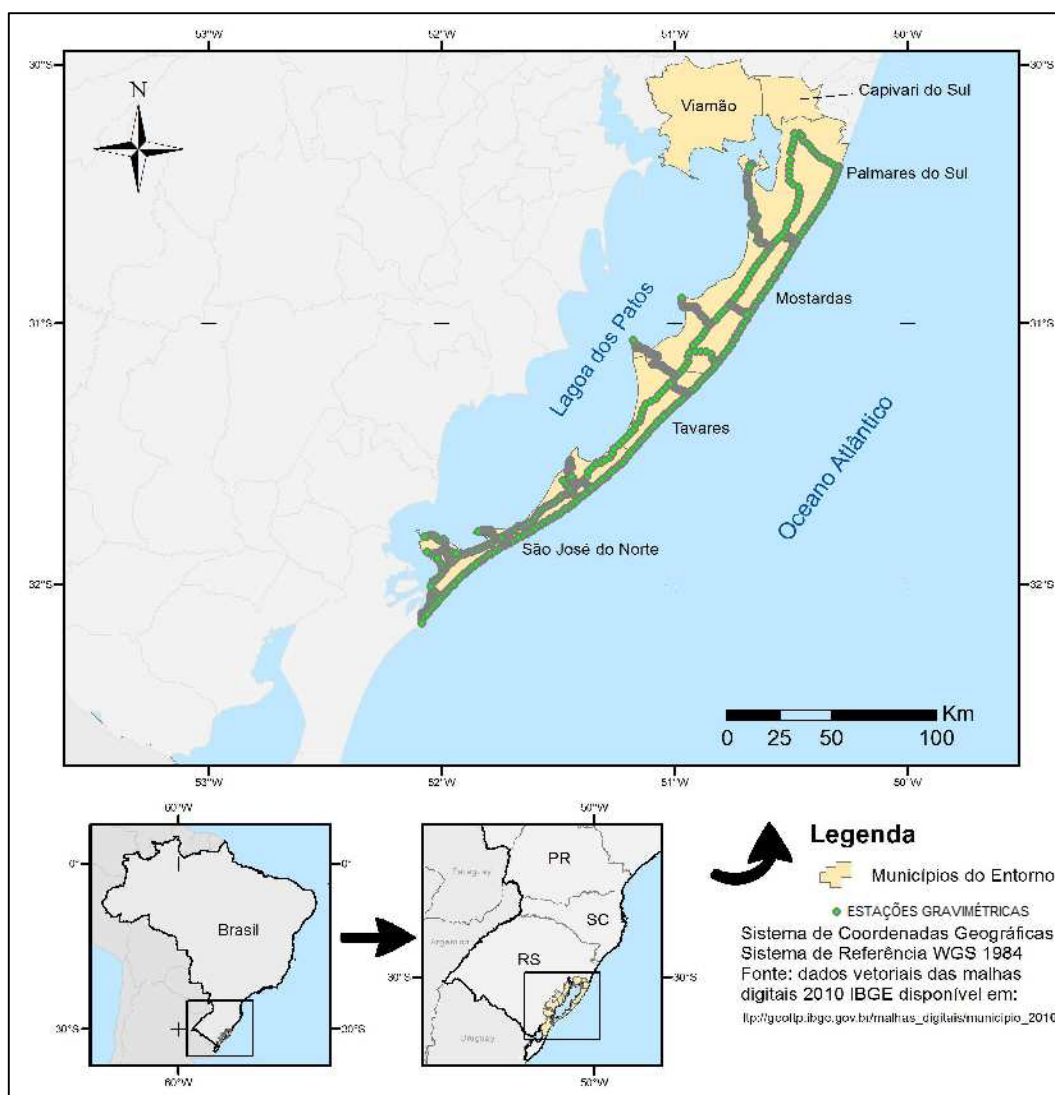 53°W 52°W 51°W 50°W
30°S 30°S
N
Viamão
Capivari do Sul
Palmares do Sul
Mostardas
31°S 31°S
Lagoa dos Patos
Tavares
Oceano Atlântico
São José do Norte
32°S 32°S
Km
0 25 50 100
53°W 52°W 51°W 50°W
60°W
0° 0°
Brasil
30°S 30°S
60°W
50°W
PR
Paraguay
SC
Argentina
RS
30°S 30°S
Uruguay
50°W
Legenda
Municípios do Entorno
ESTAÇÕES GRAVIMÉTRICAS
Sistema de Coordenadas Geográficas
Sistema de Referência WGS 1984
Fonte: dados vetoriais das malhas
digitais 2010 IBGE disponível em:
ftp://geoftp.ibge.gov.br/malhas_digitais/municipio_2010